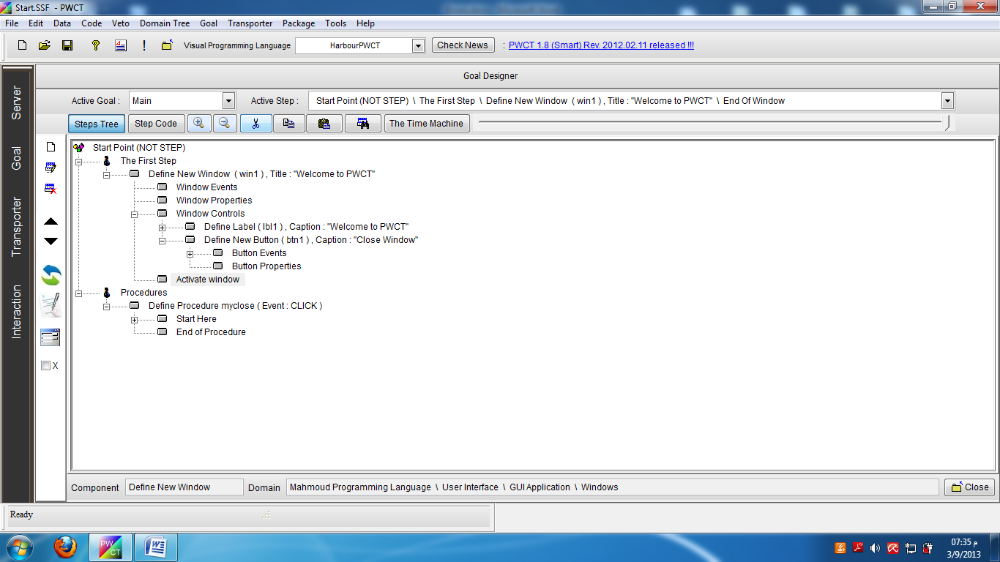 Start.SSF - PWCT
File Edit Data Code Veto Domain Tree Goal Transporter Package Tools Help
Visual Programming Language HarbourPWCT Check News : PWCT 1.8 (Smart) Rev. 2012.02.11 released !!!
Goal Designer
Active Goal : Main Active Step : Start Point (NOT STEP) \ The First Step \ Define New Window ( win1 ) , Title : "Welcome to PWCT" \ End Of Window
Steps Tree Step Code The Time Machine
Server
Goal
Transporter
Interaction
X
Start Point (NOT STEP)
The First Step
Define New Window ( win1 ) , Title : "Welcome to PWCT"
Window Events
Window Properties
Window Controls
Define Label ( lbl1 ) , Caption : "Welcome to PWCT"
Define New Button ( btn1 ) , Caption : "Close Window"
Button Events
Button Properties
Activate window
Procedures
Define Procedure myclose ( Event : CLICK )
Start Here
End of Procedure
Component Define New Window Domain Mahmoud Programming Language \ User Interface \ GUI Application \ Windows Close
Ready
PW
CT
07:35 م
3/9/2013